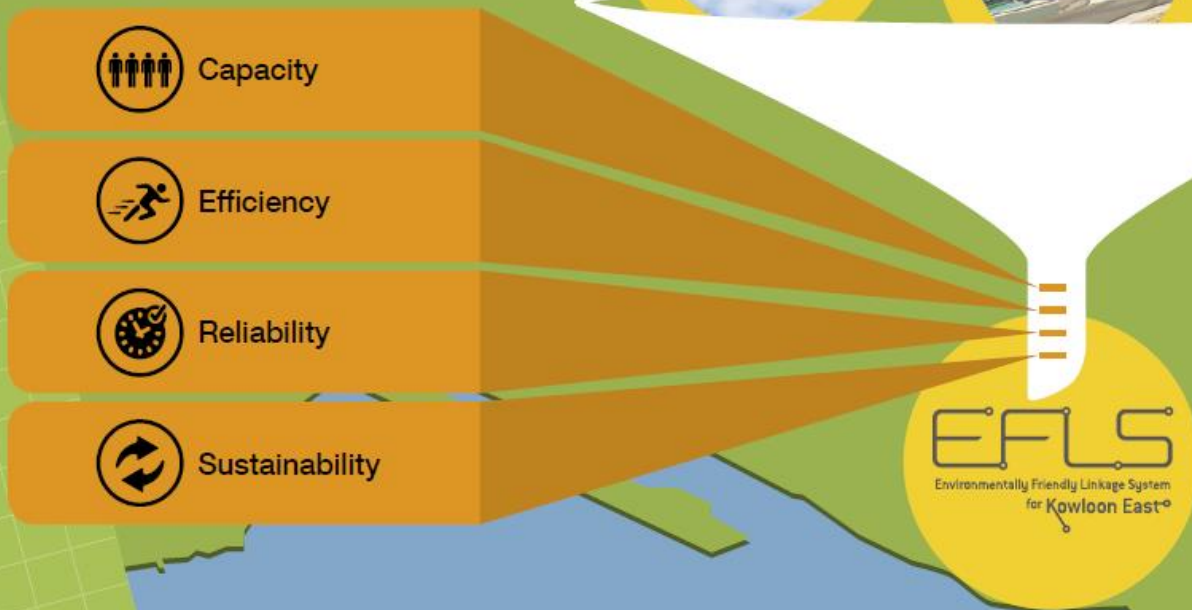 Capacity
Efficiency
Reliability
Sustainability
EFLS
Environmentally Friendly Linkage System
for Kowloon East